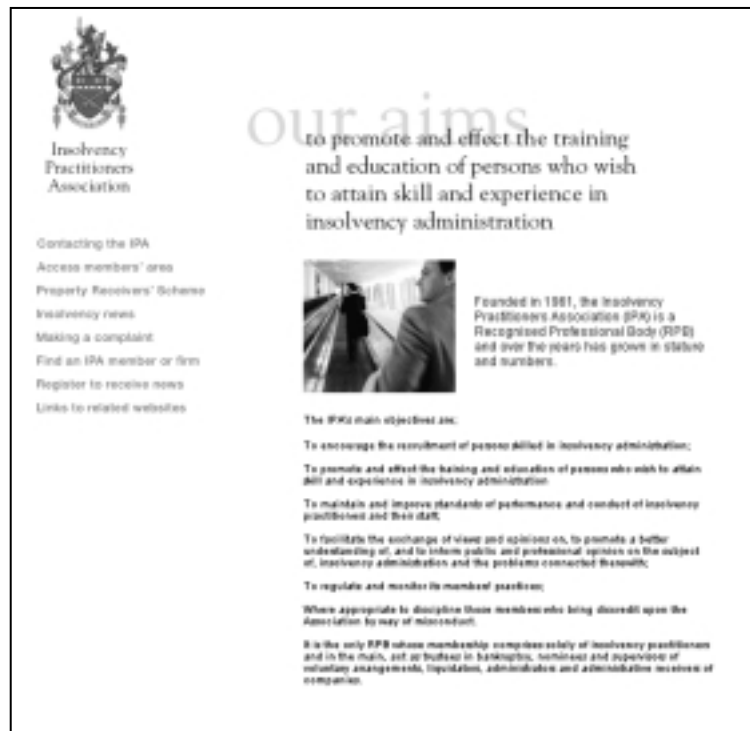 Insolvency
Practitioners
Association
Contacting the IPA
Access members' area
Property Receivers' Scheme
Insolvency news
Making a complaint
Find an IPA member or firm
Register to receive news
Links to related websites
our aims
to promote and effect the training
and education of persons who wish
to attain skill and experience in
insolvency administration
Founded in 1961, the Insolvency
Practitioners Association (IPA) is a
Recognised Professional Body (RPB)
and over the years has grown in stature
and numbers.
The IPA's main objectives are:
To encourage the recruitment of persons skilled in insolvency administration;
To promote and effect the training and education of persons who wish to attain
skill and experience in insolvency administration
To maintain and improve standards of performance and conduct of insolvency
practitioners and their staff;
To facilitate the exchange of views and opinions on, to promote a better
understanding of, and to inform public and professional opinion on the subject
of, insolvency administration and the problems connected therewith;
To regulate and monitor its members' practices;
Where appropriate to discipline those members who bring discredit upon the
Association by way of misconduct.
It is the only RPB whose membership comprises solely of insolvency practitioners
and in the main, act as trustees in bankruptcy, nominees and supervisors of
voluntary arrangements, liquidators, administrators and administrative receivers of
companies.